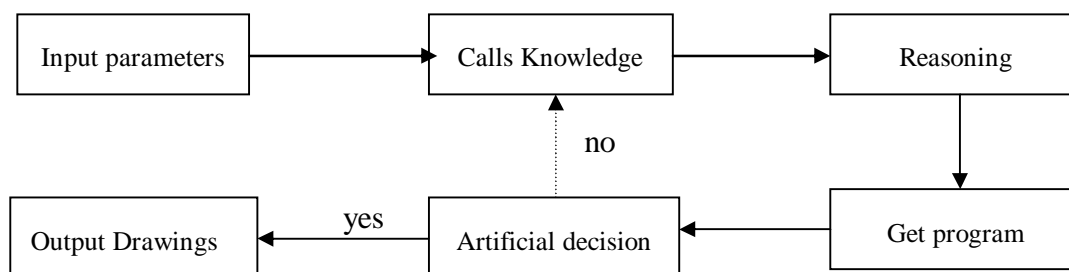 Input parameters
Calls Knowledge
Reasoning
no
Get program
Artificial decision
yes
Output Drawings